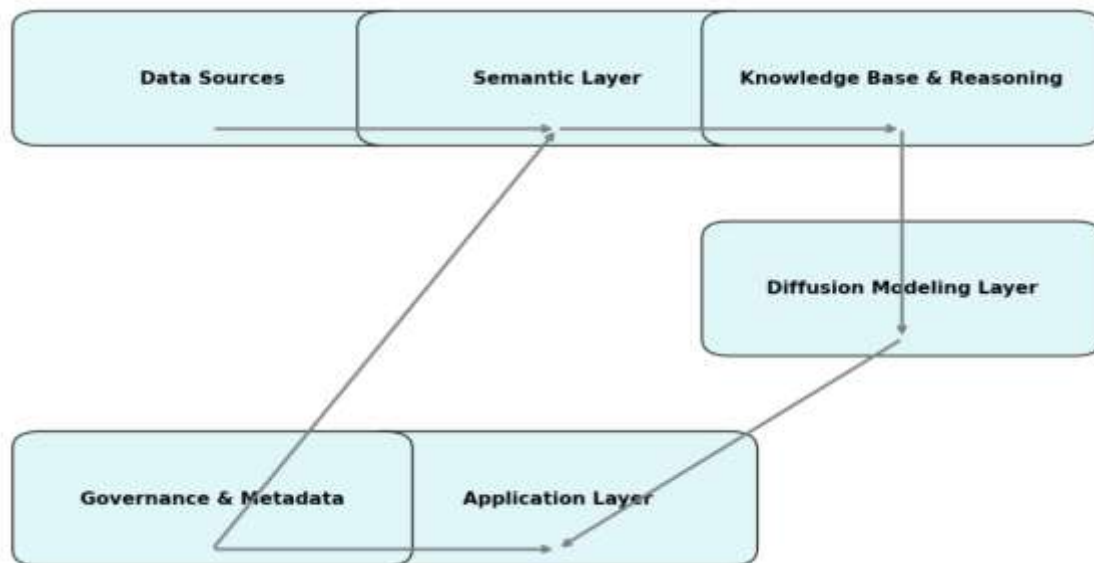 Data Sources
Semantic Layer
Knowledge Base & Reasoning
Diffusion Modeling Layer
Governance & Metadata
Application Layer